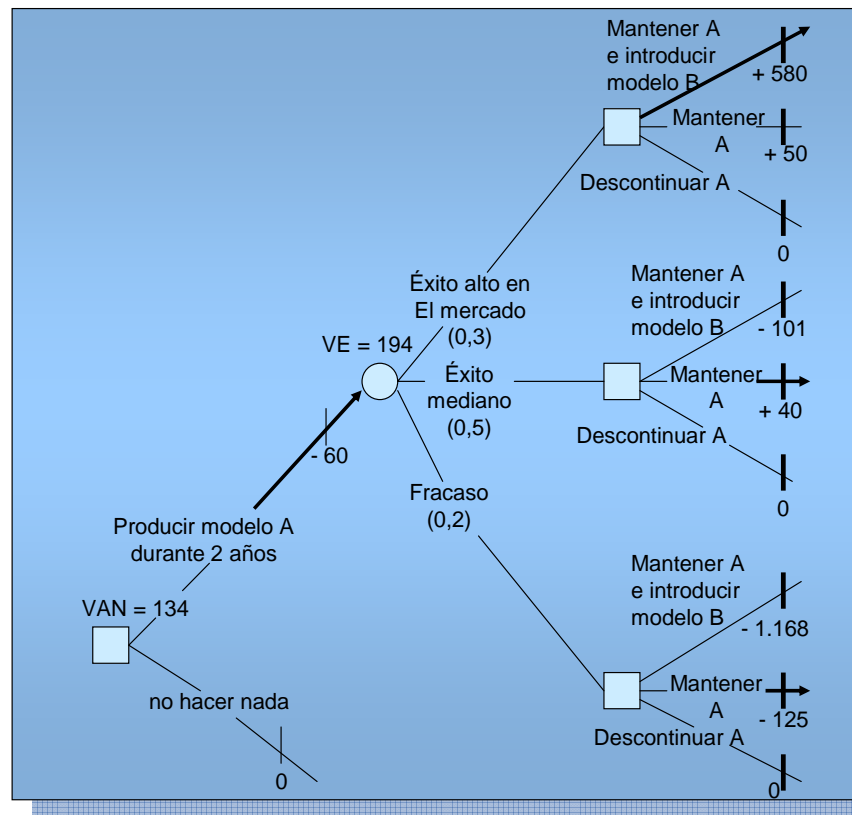 Mantener A
e introducir
modelo B
+ 580
Mantener
A
+ 50
Descontinuar A
0
Éxito alto en
El mercado
(0,3)
Mantener A
e introducir
modelo B
- 101
VE = 194
Éxito
mediano
(0,5)
Mantener
A
+ 40
Descontinuar A
0
- 60
Fracaso
(0,2)
Producir modelo A
durante 2 años
Mantener A
e introducir
modelo B
- 1.168
VAN = 134
Mantener
A
- 125
Descontinuar A
0
no hacer nada
0